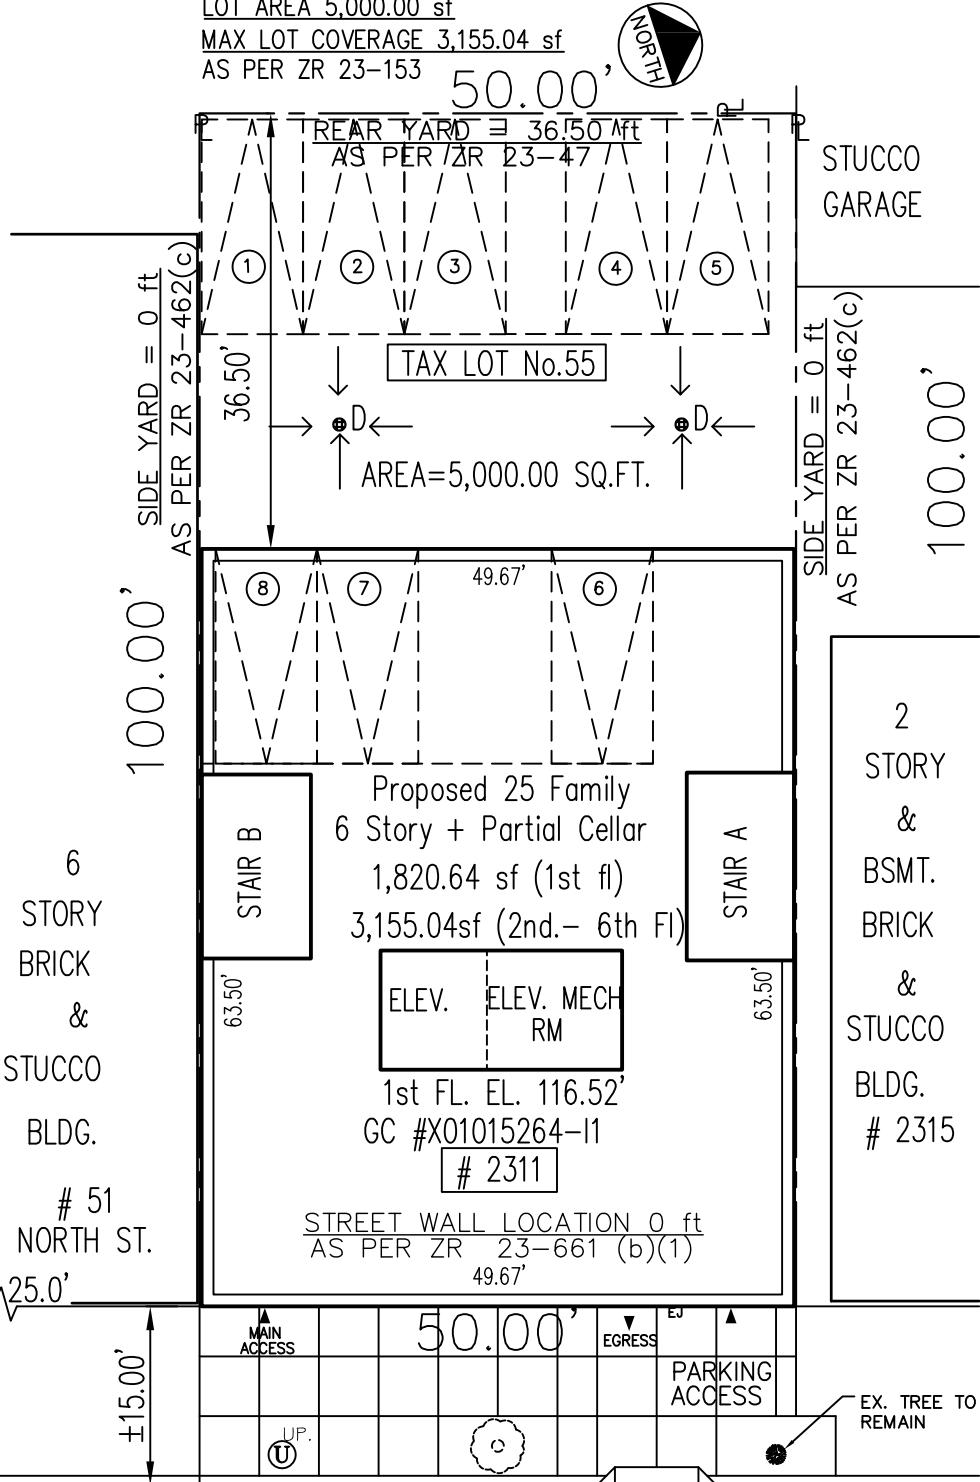 LOT AREA 5,000.00 sf
MAX LOT COVERAGE 3,155.04 sf
AS PER ZR 23-153
NORTH
50.00'
PL
PL
PL
REAR YARD = 36.50 ft
AS PER ZR 23-47
STUCCO
GARAGE
1
2
3
4
5
SIDE YARD = 0 ft
AS PER ZR 23-462(c)
36.50'
TAX LOT No.55
D
D
AREA=5,000.00 SQ.FT.
SIDE YARD = 0 ft
AS PER ZR 23-462(c)
100.00'
100.00'
8
7
49.67'
6
Proposed 25 Family
6 Story + Partial Cellar
1,820.64 sf (1st fl)
3,155.04sf (2nd.- 6th Fl)
STAIR B
STAIR A
63.50'
63.50'
ELEV.
ELEV. MECH
RM
1st FL. EL. 116.52'
GC #X01015264-I1
# 2311
STREET WALL LOCATION 0 ft
AS PER ZR 23-661 (b)(1)
49.67'
6
STORY
BRICK
&
STUCCO
BLDG.
# 51
NORTH ST.
25.0'
2
STORY
&
BSMT.
BRICK
&
STUCCO
BLDG.
# 2315
MAIN
ACCESS
50.00'
EGRESS
EJ
PARKING
ACCESS
±15.00'
UP.
U
EX. TREE TO
REMAIN